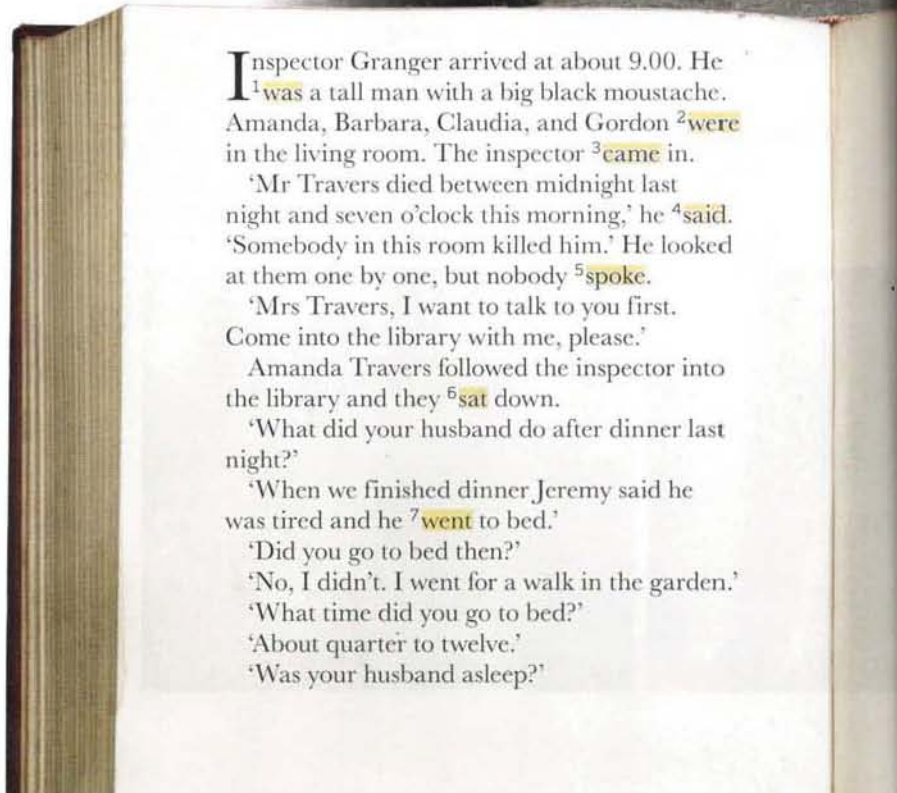 Inspector Granger arrived at about 9.00. He
1was a tall man with a big black moustache.
Amanda, Barbara, Claudia, and Gordon 2were
in the living room. The inspector 3came in.
‘Mr Travers died between midnight last
night and seven o’clock this morning,’ he 4said.
‘Somebody in this room killed him.’ He looked
at them one by one, but nobody 5spoke.
‘Mrs Travers, I want to talk to you first.
Come into the library with me, please.’
Amanda Travers followed the inspector into
the library and they 6sat down.
‘What did your husband do after dinner last
night?’
‘When we finished dinner Jeremy said he
was tired and he 7went to bed.’
‘Did you go to bed then?’
‘No, I didn’t. I went for a walk in the garden.’
‘What time did you go to bed?’
‘About quarter to twelve.’
‘Was your husband asleep?’